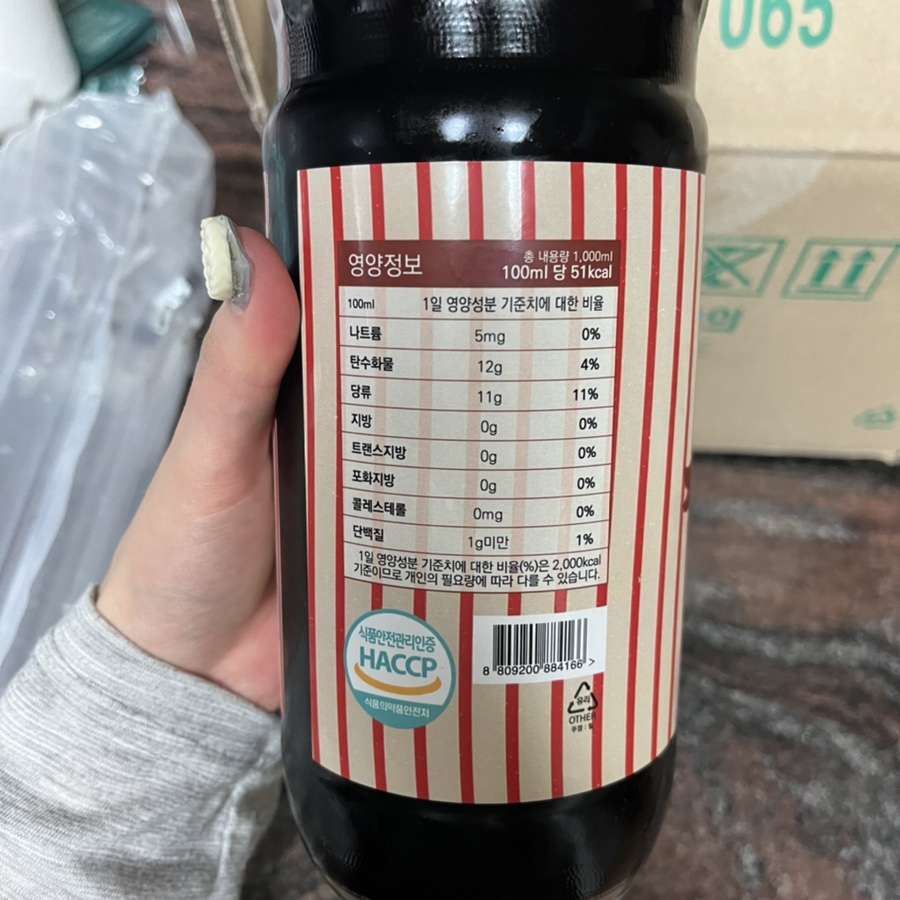 065
영양정보
총 내용량 1,000ml
100ml 당 51kcal
100ml 1일 영양성분 기준치에 대한 비율
나트륨 5mg 0%
탄수화물 12g 4%
당류 11g 11%
지방 0g 0%
트랜스지방 0g 0%
포화지방 0g 0%
콜레스테롤 0mg 0%
단백질 1g미만 1%
1일 영양성분 기준치에 대한 비율(%)은 2,000kcal
기준이므로 개인의 필요량에 따라 다를 수 있습니다.
식품안전관리인증
HACCP
식품의약품안전처
8 809200 884166 >
유리
OTHER